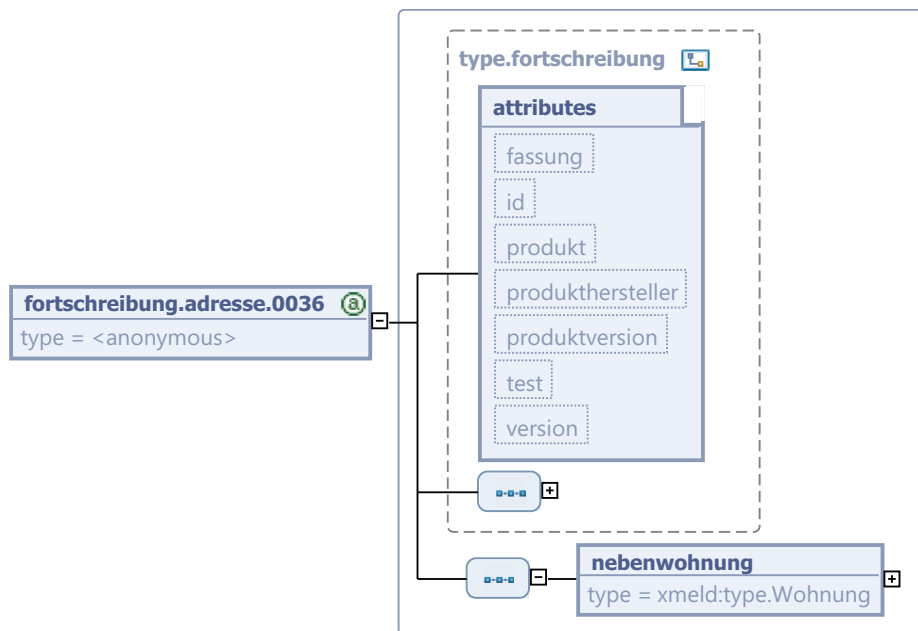 type.fortschreibung
attributes
fassung
id
produkt
produkthersteller
produktversion
test
version
fortschreibung.adresse.0036 @
type = <anonymous>
nebenwohnung
type = xmeld:type.Wohnung